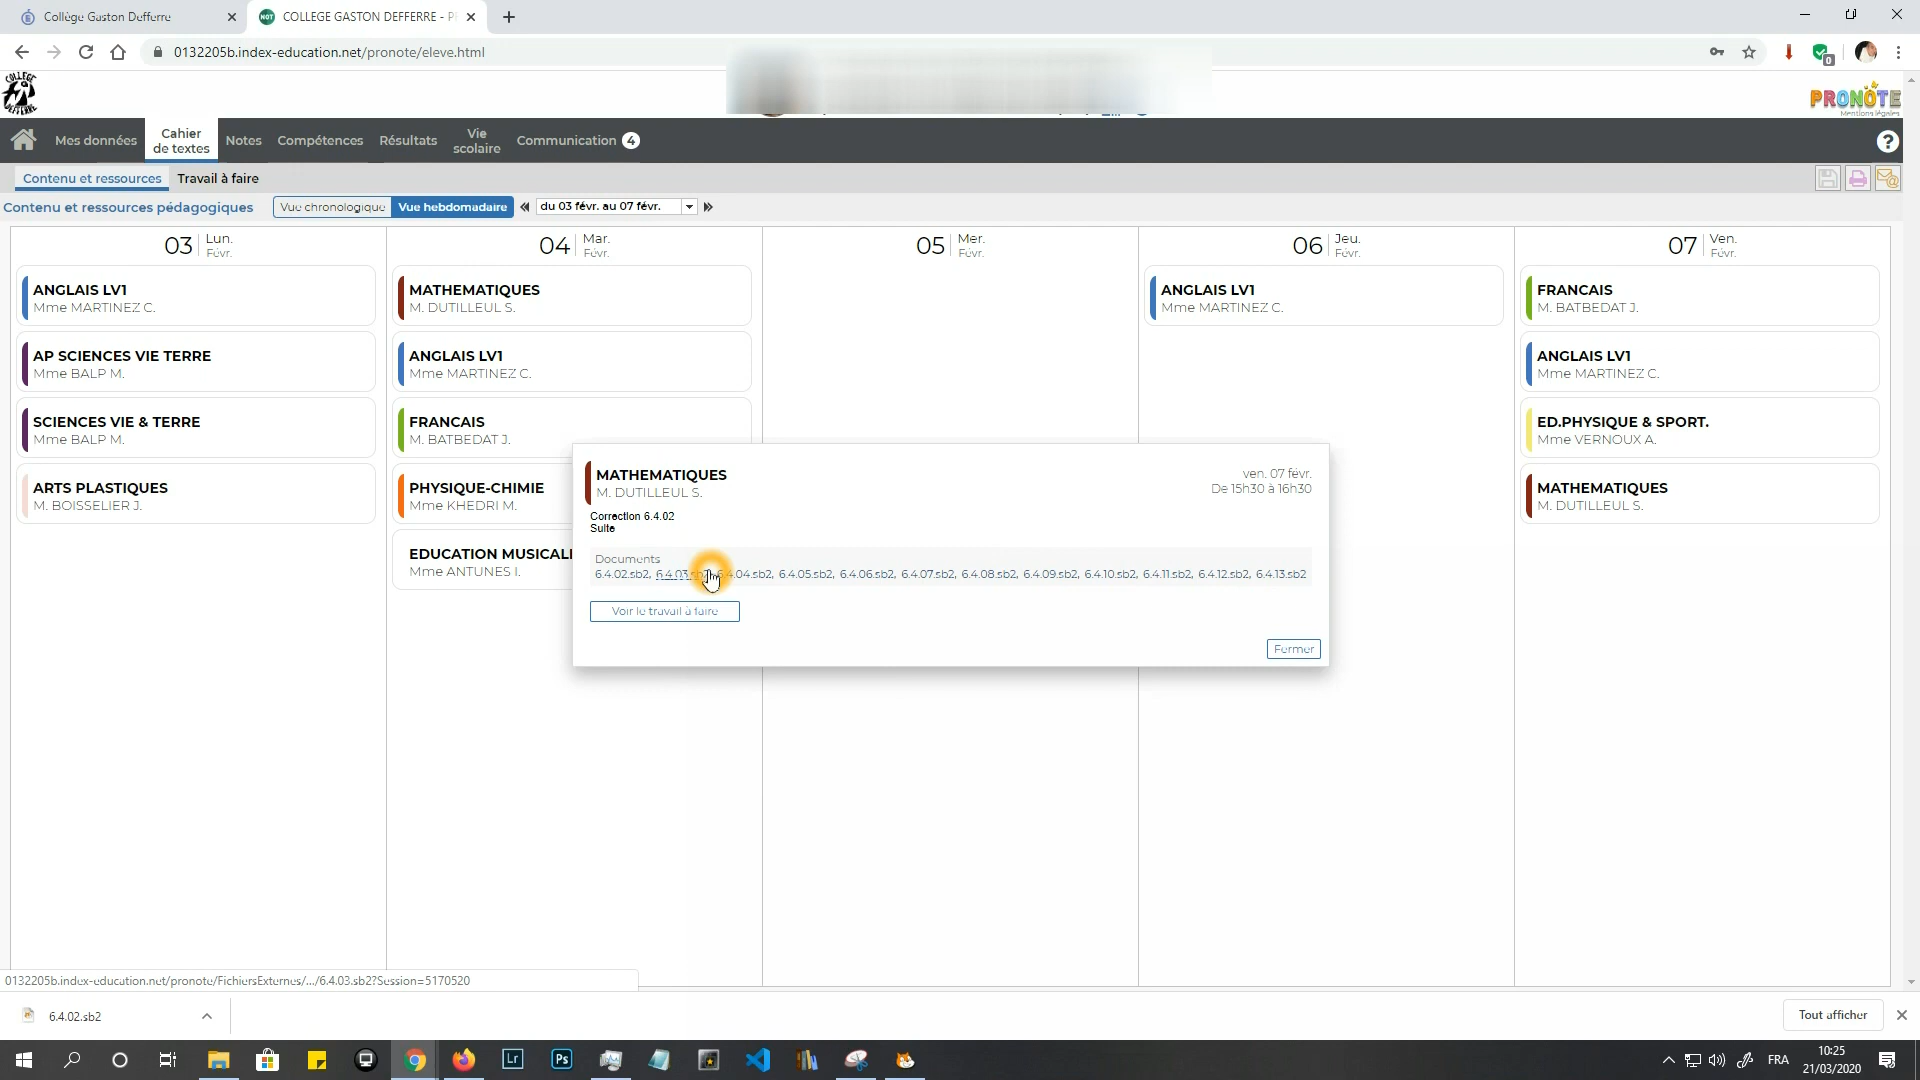 Collège Gaston Defferre
COLLEGE GASTON DEFFERRE - P
0132205b.index-education.net/pronote/eleve.html
COLLEGE
DEFFERRE
PRONOTE
Mentions légales
Mes données
Cahier
de textes
Notes
Compétences
Résultats
Vie
scolaire
Communication 4
Contenu et ressources
Travail à faire
Contenu et ressources pédagogiques
Vue chronologique
Vue hebdomadaire
du 03 févr. au 07 févr.
03 Lun. Févr.
04 Mar. Févr.
05 Mer. Févr.
06 Jeu. Févr.
07 Ven. Févr.
ANGLAIS LV1
Mme MARTINEZ C.
AP SCIENCES VIE TERRE
Mme BALP M.
SCIENCES VIE & TERRE
Mme BALP M.
ARTS PLASTIQUES
M. BOISSELIER J.
MATHEMATIQUES
M. DUTILLEUL S.
ANGLAIS LV1
Mme MARTINEZ C.
FRANCAIS
M. BATBEDAT J.
PHYSIQUE-CHIMIE
Mme KHEDRI M.
EDUCATION MUSICAL
Mme ANTUNES I.
ANGLAIS LV1
Mme MARTINEZ C.
FRANCAIS
M. BATBEDAT J.
ANGLAIS LV1
Mme MARTINEZ C.
ED.PHYSIQUE & SPORT.
Mme VERNOUX A.
MATHEMATIQUES
M. DUTILLEUL S.
MATHEMATIQUES
M. DUTILLEUL S.
ven. 07 févr.
De 15h30 à 16h30
Correction 6.4.02
Suite
Documents
6.4.02.sb2, 6.4.03.sb2, 6.4.04.sb2, 6.4.05.sb2, 6.4.06.sb2, 6.4.07.sb2, 6.4.08.sb2, 6.4.09.sb2, 6.4.10.sb2, 6.4.11.sb2, 6.4.12.sb2, 6.4.13.sb2
Voir le travail à faire
Fermer
0132205b.index-education.net/pronote/FichiersExternes/.../6.4.03.sb2?Session=5170520
6.4.02.sb2
Tout afficher
Lr
Ps
FRA
10:25
21/03/2020